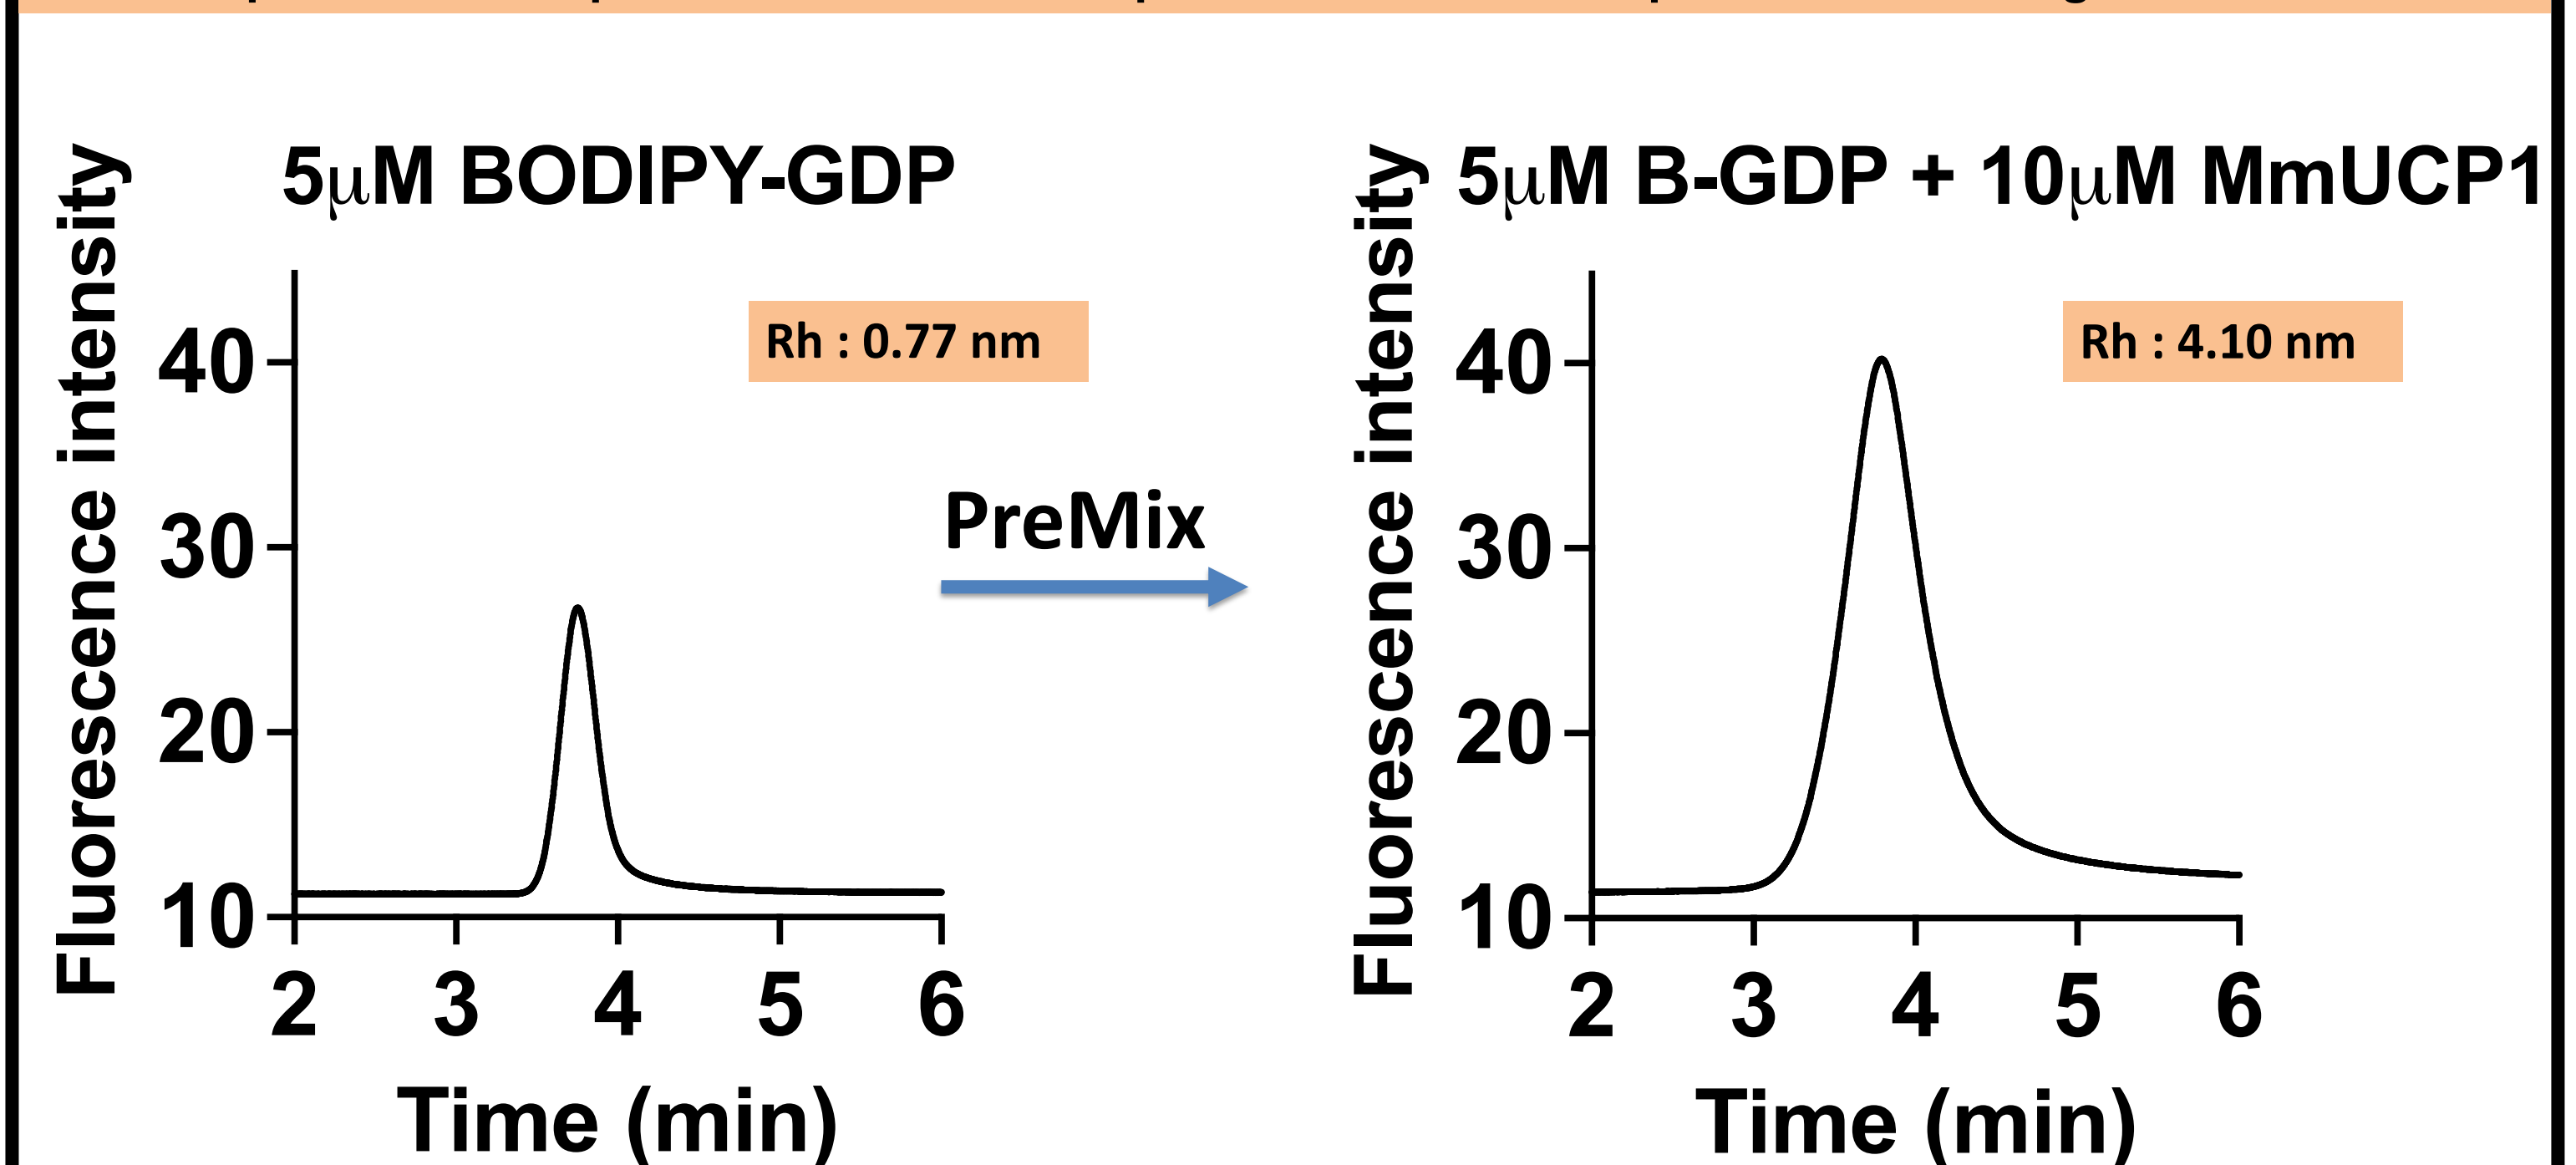 5μM BODIPY-GDP
Fluorescence intensity
40
30
20
10
2 3 4 5 6
Time (min)
Rh : 0.77 nm
PreMix
5μM B-GDP + 10μM MmUCP1
Fluorescence intensity
40
30
20
10
2 3 4 5 6
Time (min)
Rh : 4.10 nm